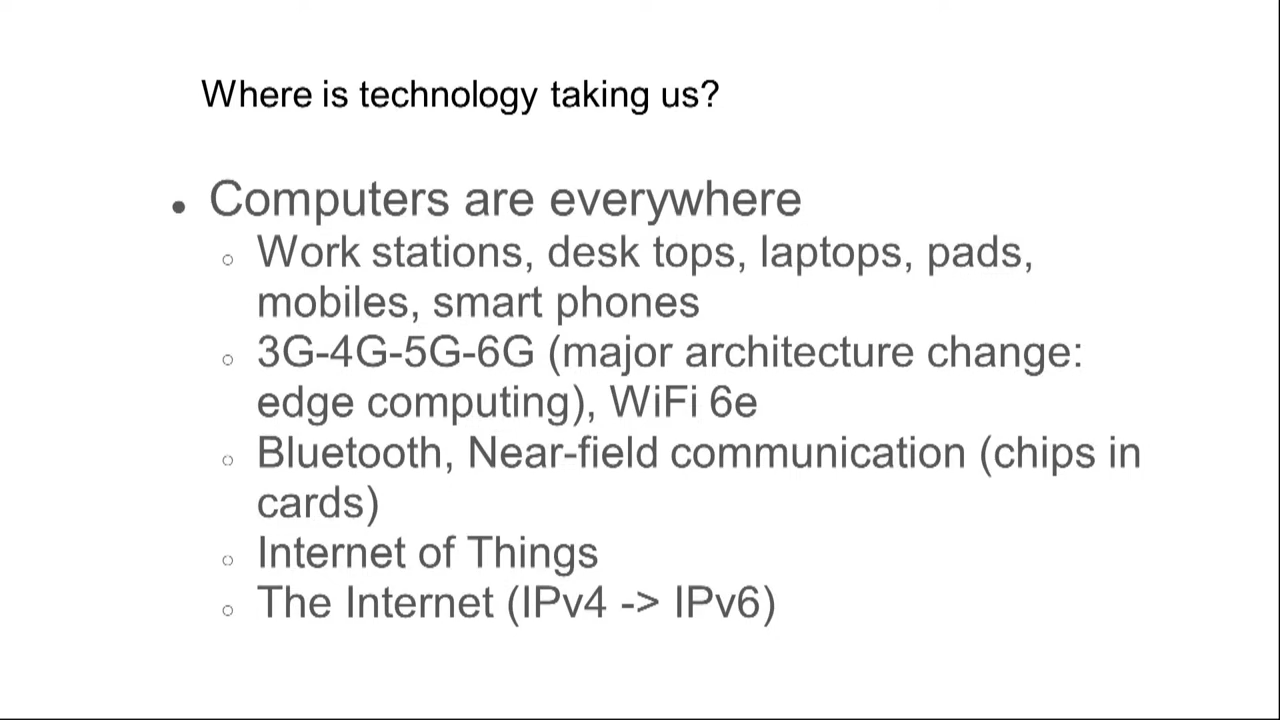 Where is technology taking us?
• Computers are everywhere
○ Work stations, desk tops, laptops, pads,
mobiles, smart phones
○ 3G-4G-5G-6G (major architecture change:
edge computing), WiFi 6e
○ Bluetooth, Near-field communication (chips in
cards)
○ Internet of Things
○ The Internet (IPv4 -> IPv6)